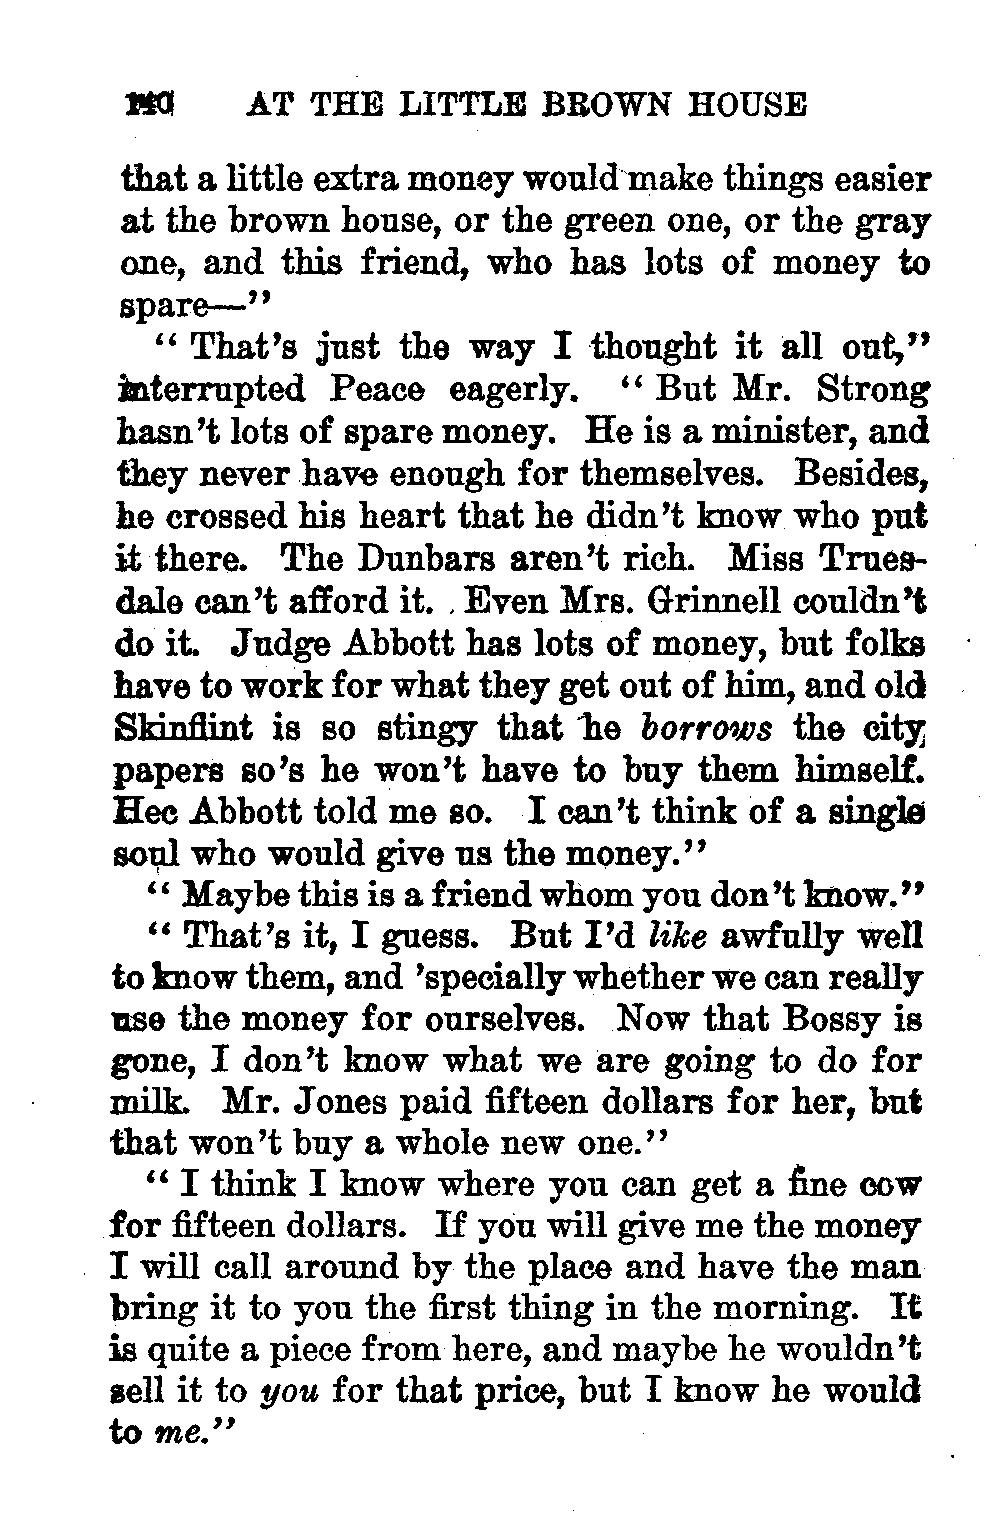 AT THE LITTLE BROWN HOUSE
that a little extra money would make things easier
at the brown house, or the green one, or the gray
one, and this friend, who has lots of money to
spare—"
"That's just the way I thought it all out,"
interrupted Peace eagerly. "But Mr. Strong
hasn't lots of spare money. He is a minister, and
they never have enough for themselves. Besides,
he crossed his heart that he didn't know who put
it there. The Dunbars aren't rich. Miss Trues-
dale can't afford it. Even Mrs. Grinnell couldn't
do it. Judge Abbott has lots of money, but folks
have to work for what they get out of him, and old
Skinflint is so stingy that he borrows the city
papers so's he won't have to buy them himself.
Hec Abbott told me so. I can't think of a single
soul who would give us the money."
"Maybe this is a friend whom you don't know."
"That's it, I guess. But I'd like awfully well
to know them, and 'specially whether we can really
use the money for ourselves. Now that Bossy is
gone, I don't know what we are going to do for
milk. Mr. Jones paid fifteen dollars for her, but
that won't buy a whole new one."
"I think I know where you can get a fine cow
for fifteen dollars. If you will give me the money
I will call around by the place and have the man
bring it to you the first thing in the morning. It
is quite a piece from here, and maybe he wouldn't
sell it to you for that price, but I know he would
to me."